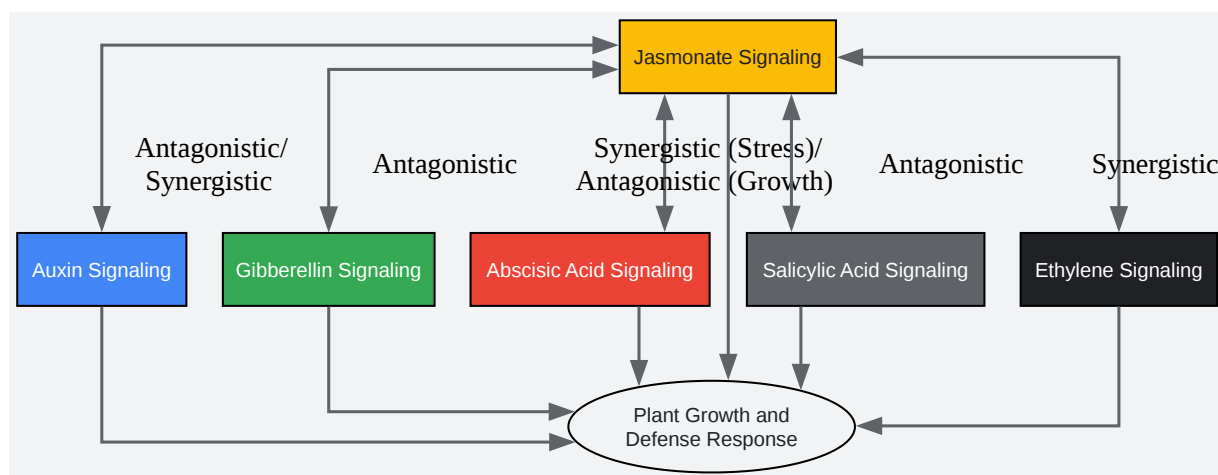 Jasmonate Signaling
Antagonistic/
Synergistic
Antagonistic
Synergistic (Stress)/
Antagonistic (Growth)
Antagonistic
Synergistic
Auxin Signaling
Gibberellin Signaling
Abscisic Acid Signaling
Salicylic Acid Signaling
Ethylene Signaling
Plant Growth and
Defense Response